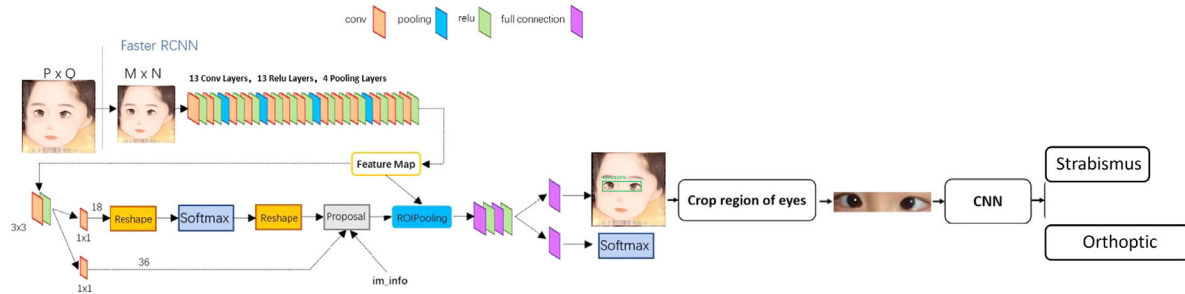 conv pooling relu full connection
Faster RCNN
P x Q M x N
13 Conv Layers, 13 Relu Layers, 4 Pooling Layers
Feature Map
3x3
18
1x1
Reshape
Softmax
Reshape
Proposal
ROIPooling
36
1x1
im_info
Softmax
Crop region of eyes
CNN
Strabismus
Orthoptic